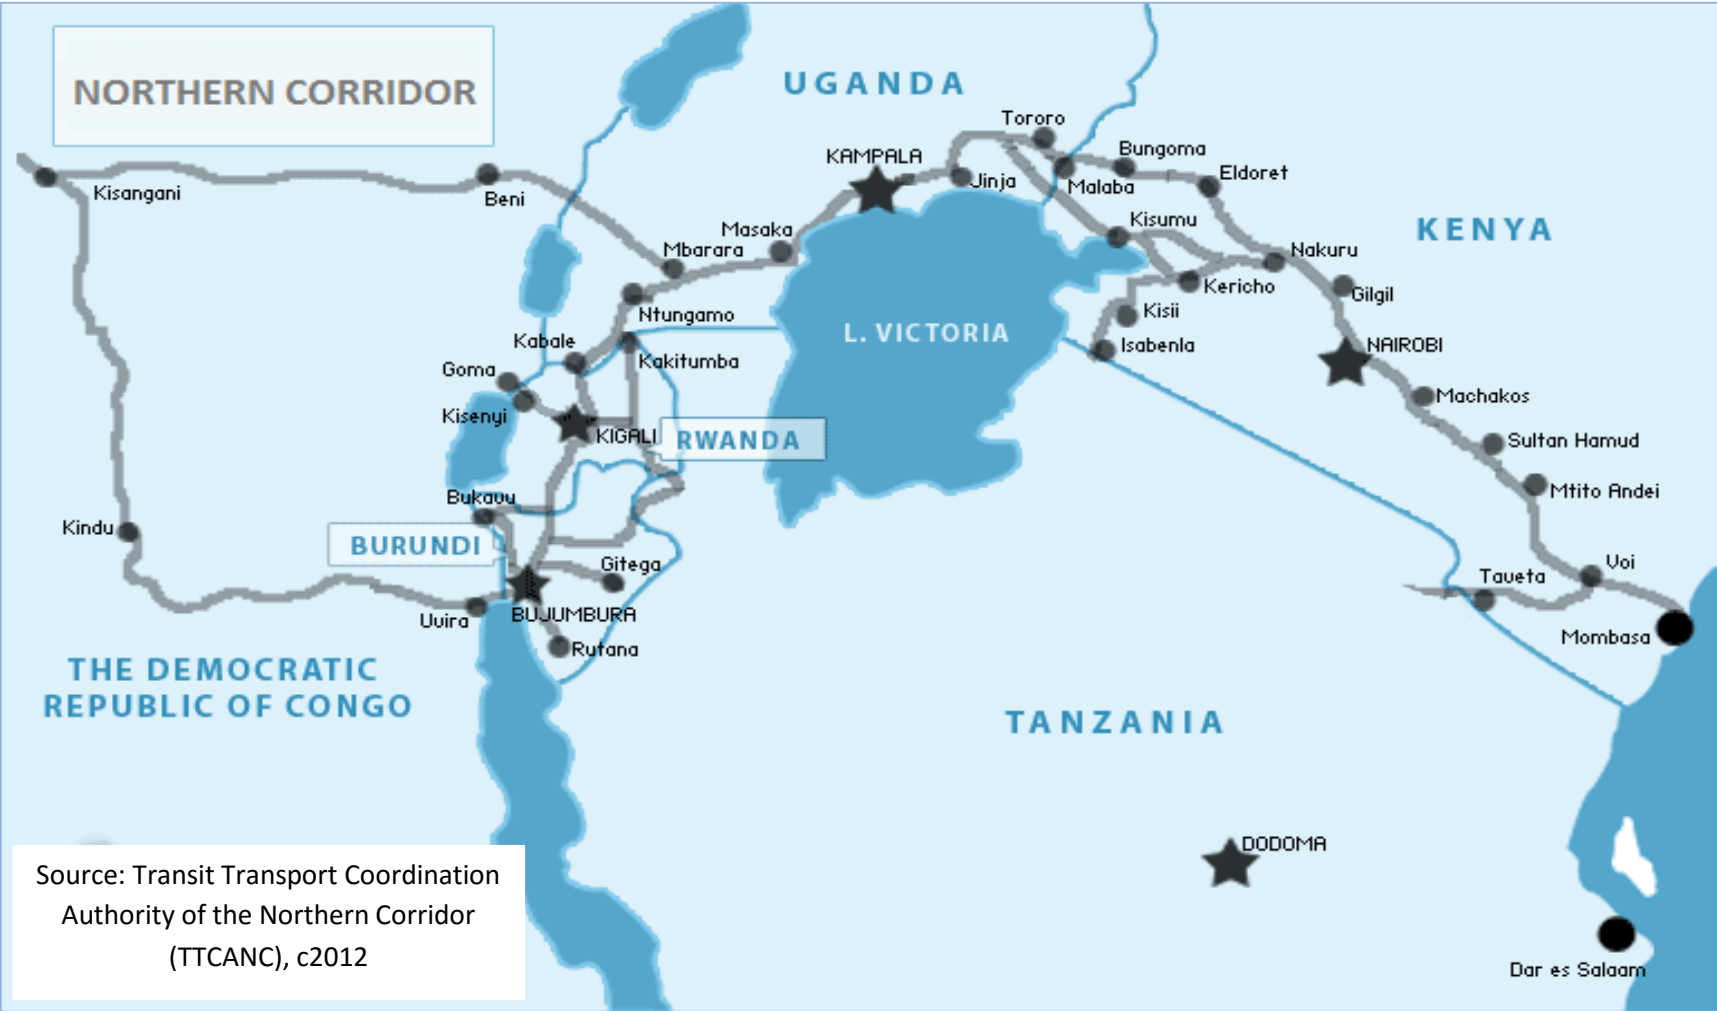 NORTHERN CORRIDOR
UGANDA
Tororo
KAMPALA
Bungoma
Kisangani
Beni
Jinja
Malaba
Eldoret
Masaka
Kisumu
KENYA
Mbarara
Nakuru
Kericho
Gilgil
Ntungamo
Kisii
L. VICTORIA
Kabale
Isabenla
NAIROBI
Goma
Kakitumba
Kisenyi
Machakos
KIGALI
RWANDA
Sultan Hamud
Bukavu
Mtito Andei
Kindu
BURUNDI
Gitega
Voi
Taveta
BUJUMBURA
Uvira
Mombasa
Rutana
THE DEMOCRATIC
REPUBLIC OF CONGO
TANZANIA
DODOMA
Source: Transit Transport Coordination
Authority of the Northern Corridor
(TTCANC), c2012
Dar es Salaam